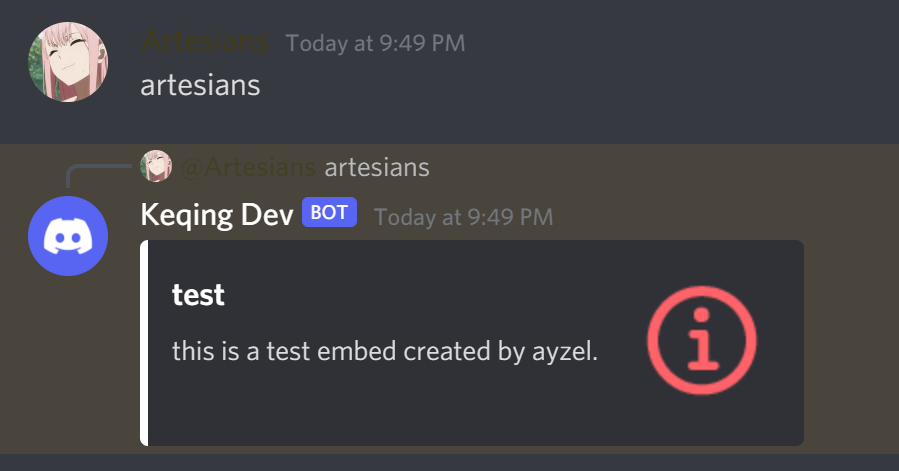 Artesians Today at 9:49 PM
artesians
@Artesians artesians
Keqing Dev BOT Today at 9:49 PM
test
this is a test embed created by ayzel.